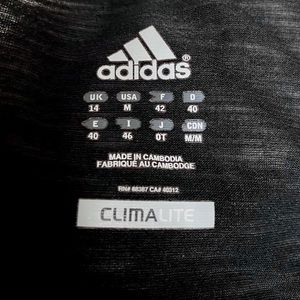 adidas
UK USA F D
14 M 42 40
E I J CDN
40 46 OT M/M
MADE IN CAMBODIA
FABRIQUÉ AU CAMBODGE
RN# 88387 CA# 40312
CLIMALITE